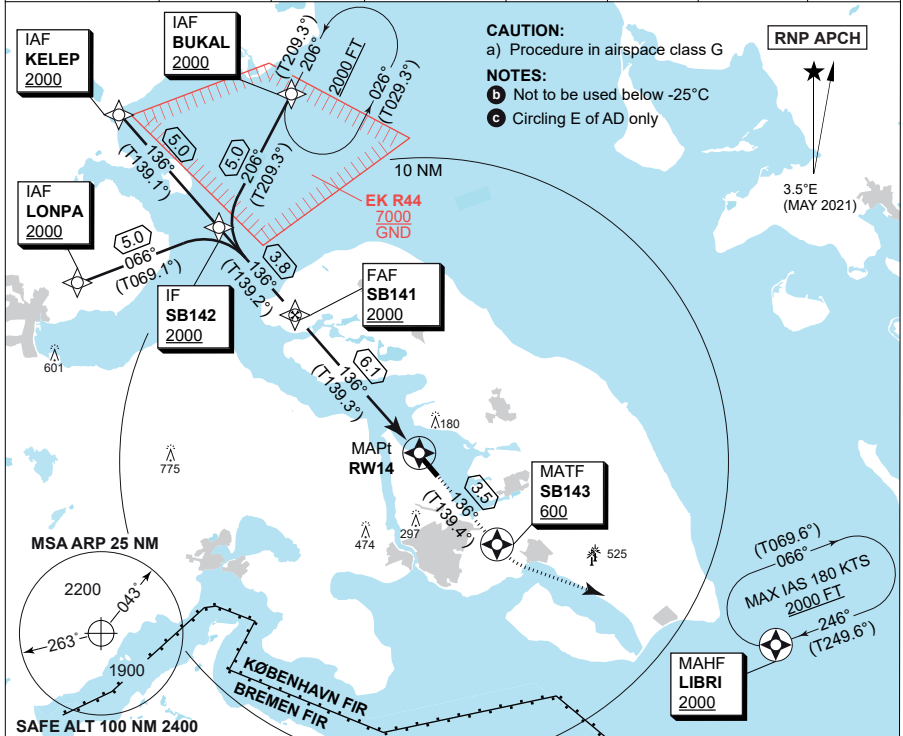 IAF
KELEP
2000
IAF
BUKAL
2000
(T209.3°)
206°
2000 FT
026°
(T029.3°)
CAUTION:
a) Procedure in airspace class G
NOTES:
b Not to be used below -25°C
c Circling E of AD only
RNP APCH
3.5°E
(MAY 2021)
5.0
136°
(T139.1°)
5.0
206°
(T209.3°)
10 NM
EK R44
7000
GND
IAF
LONPA
2000
5.0
066°
(T069.1°)
3.8
136°
(T139.2°)
IF
SB142
2000
FAF
SB141
2000
601
6.1
136°
(T139.3°)
180
MAPt
RW14
775
3.5
136°
(T139.4°)
MATF
SB143
600
297
474
525
MSA ARP 25 NM
2200
043°
263°
1900
SAFE ALT 100 NM 2400
KØBENHAVN FIR
BREMEN FIR
(T069.6°)
066°
MAX IAS 180 KTS
2000 FT
246°
(T249.6°)
MAHF
LIBRI
2000